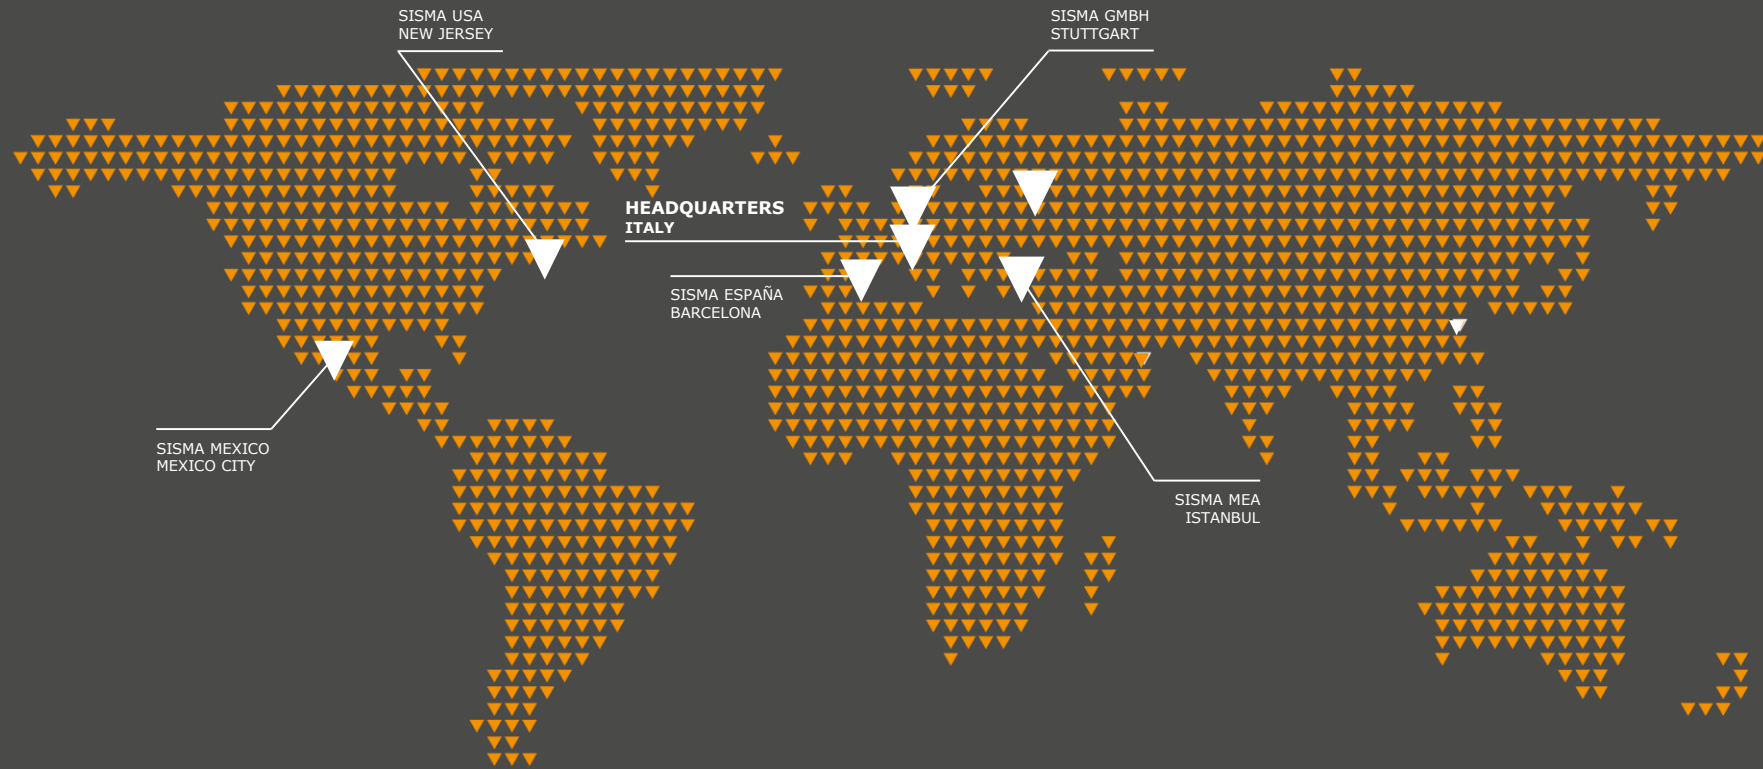 SISMA USA
NEW JERSEY
SISMA GMBH
STUTTGART
HEADQUARTERS
ITALY
SISMA ESPAÑA
BARCELONA
SISMA MEXICO
MEXICO CITY
SISMA MEA
ISTANBUL